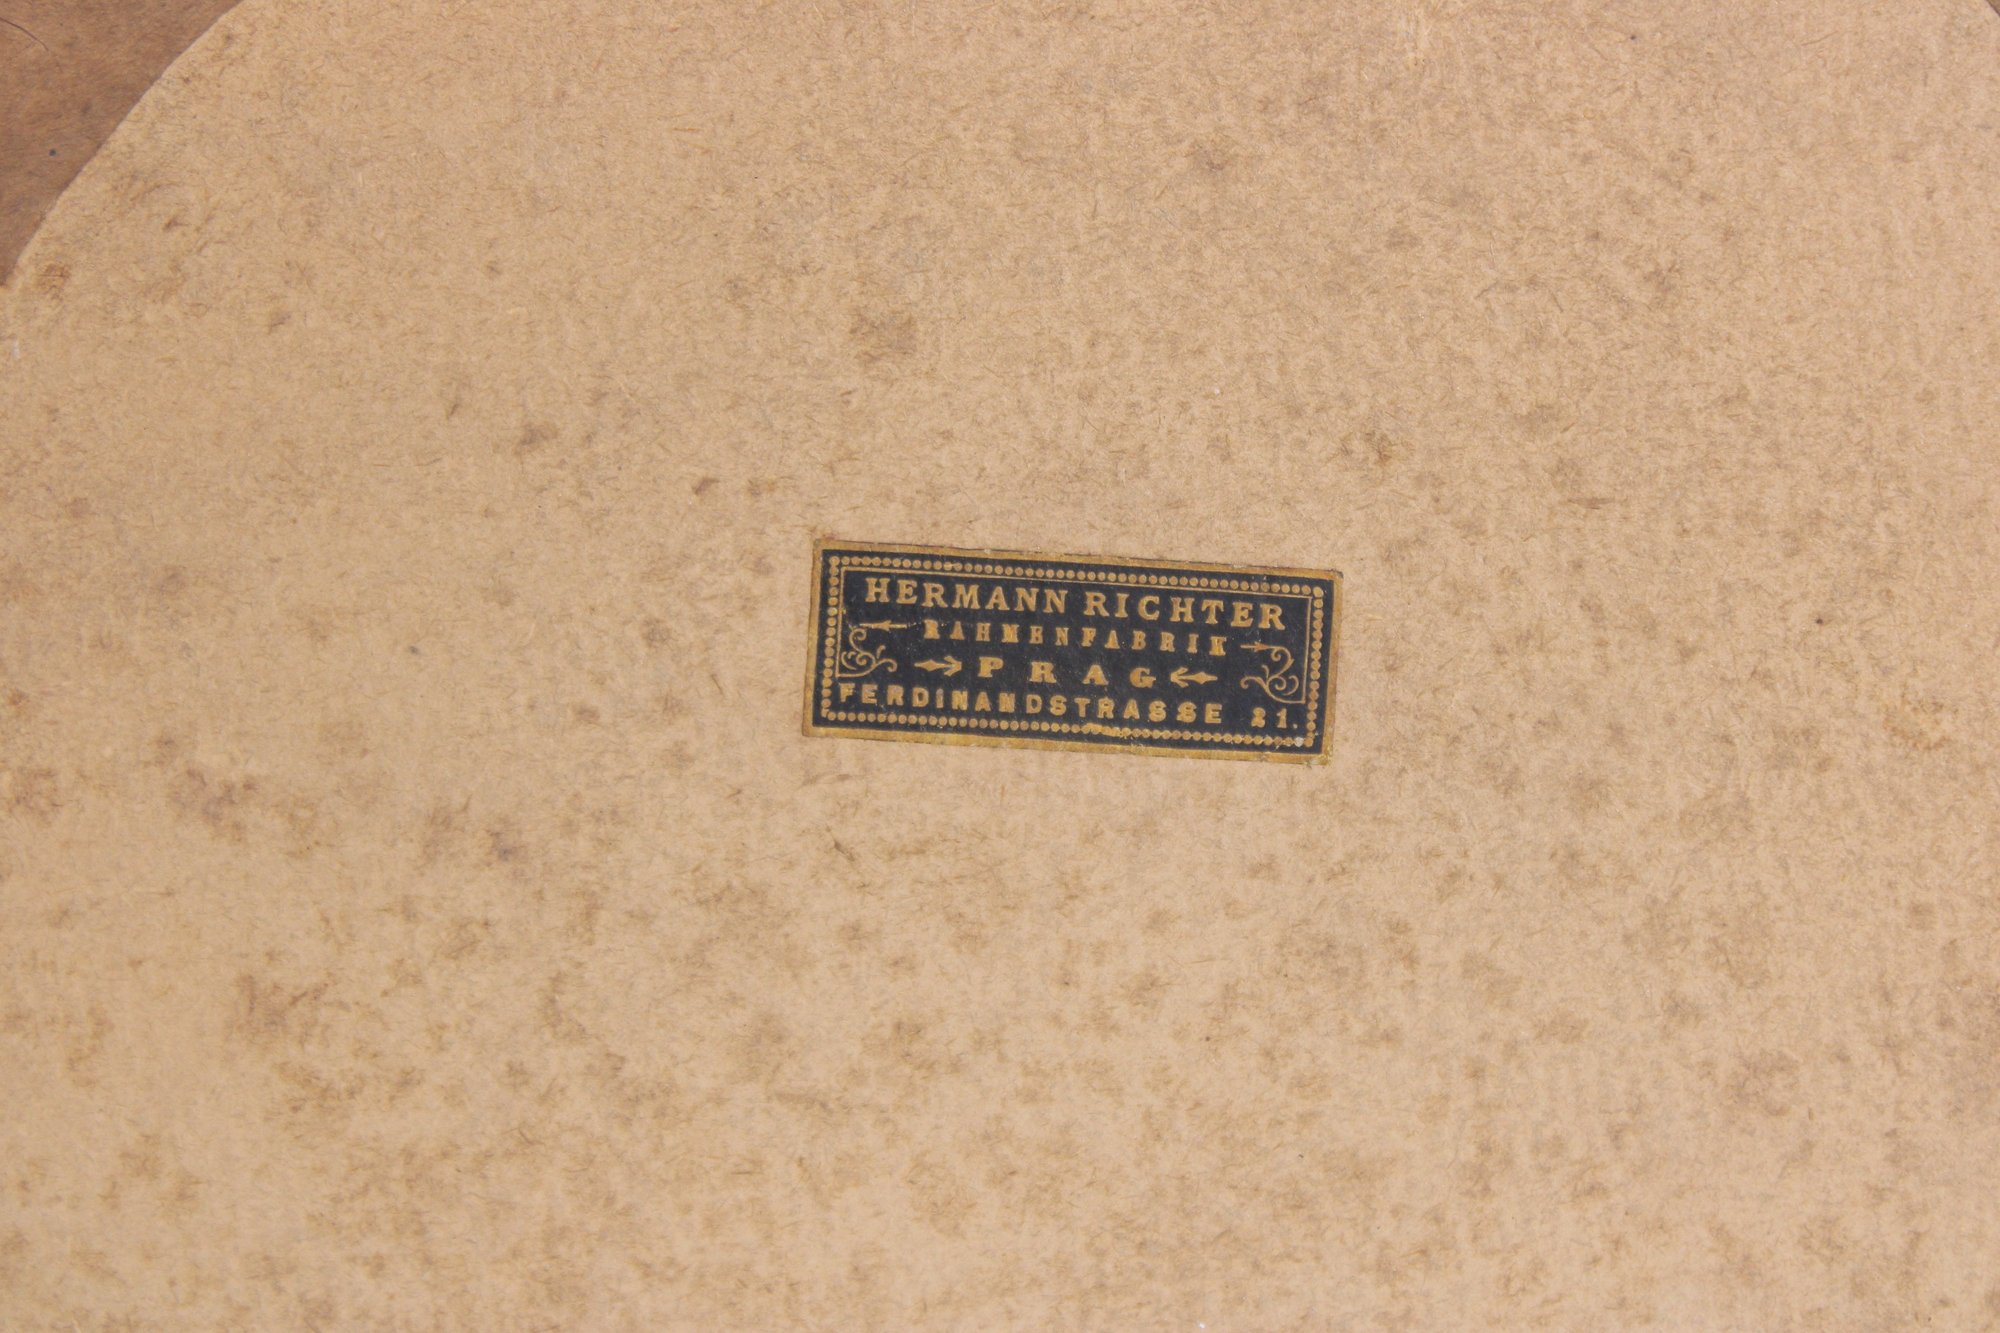 HERMANN RICHTER
RAHMENFABRIK
PRAG
FERDINANDSTRASSE 21.